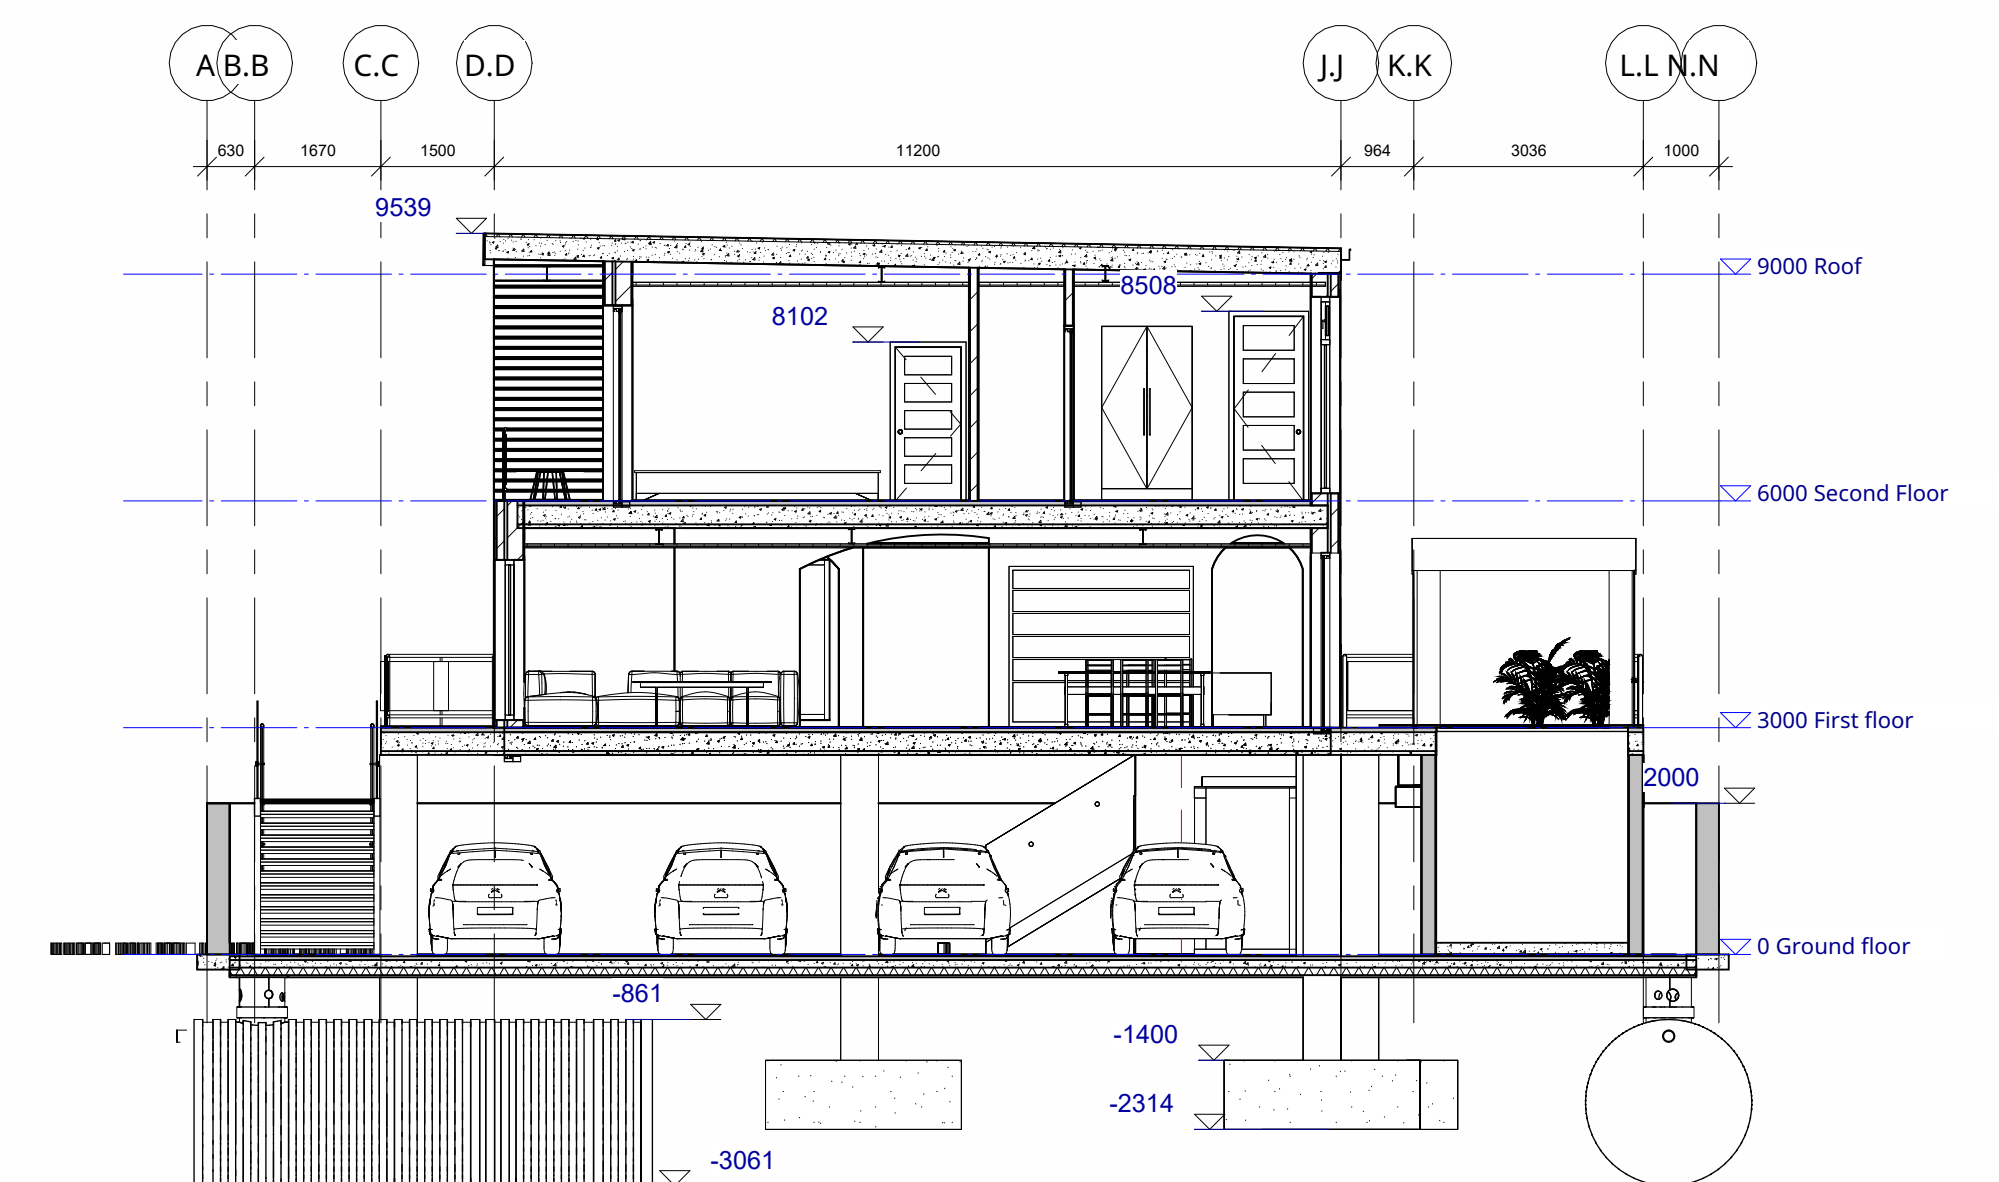 A B.B C.C D.D J.J K.K L.L N.N
630 1670 1500 11200 964 3036 1000
9539
9000 Roof
8508
8102
6000 Second Floor
3000 First floor
2000
0 Ground floor
-861
-1400
-2314
-3061